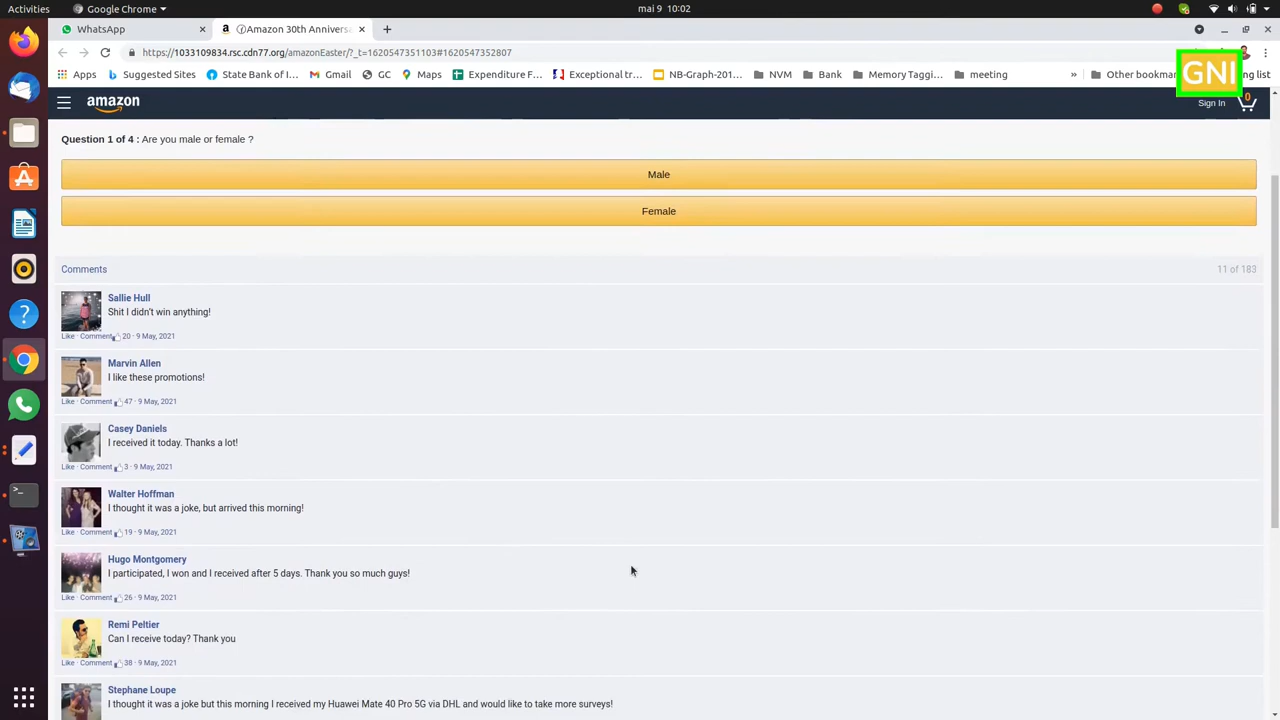 Activities
Google Chrome
mai 9 10:02
WhatsApp
Amazon 30th Annivers
https://1033109834.rsc.cdn77.org/amazonEaster/?_t=1620547351103#1620547352807
Apps
Suggested Sites
State Bank of I...
Gmail
GC
Maps
Expenditure F...
Exceptional tr...
NB-Graph-201...
NVM
Bank
Memory Taggi...
meeting
»
Other bookmar
ng list
GNI
amazon
Sign In
0
Question 1 of 4 : Are you male or female ?
Male
Female
Comments
11 of 183
Sallie Hull
Shit I didn't win anything!
Like · Comment 20 · 9 May, 2021
Marvin Allen
I like these promotions!
Like · Comment 47 · 9 May, 2021
Casey Daniels
I received it today. Thanks a lot!
Like · Comment 3 · 9 May, 2021
Walter Hoffman
I thought it was a joke, but arrived this morning!
Like · Comment 19 · 9 May, 2021
Hugo Montgomery
I participated, I won and I received after 5 days. Thank you so much guys!
Like · Comment 26 · 9 May, 2021
Remi Peltier
Can I receive today? Thank you
Like · Comment 38 · 9 May, 2021
Stephane Loupe
I thought it was a joke but this morning I received my Huawei Mate 40 Pro 5G via DHL and would like to take more surveys!